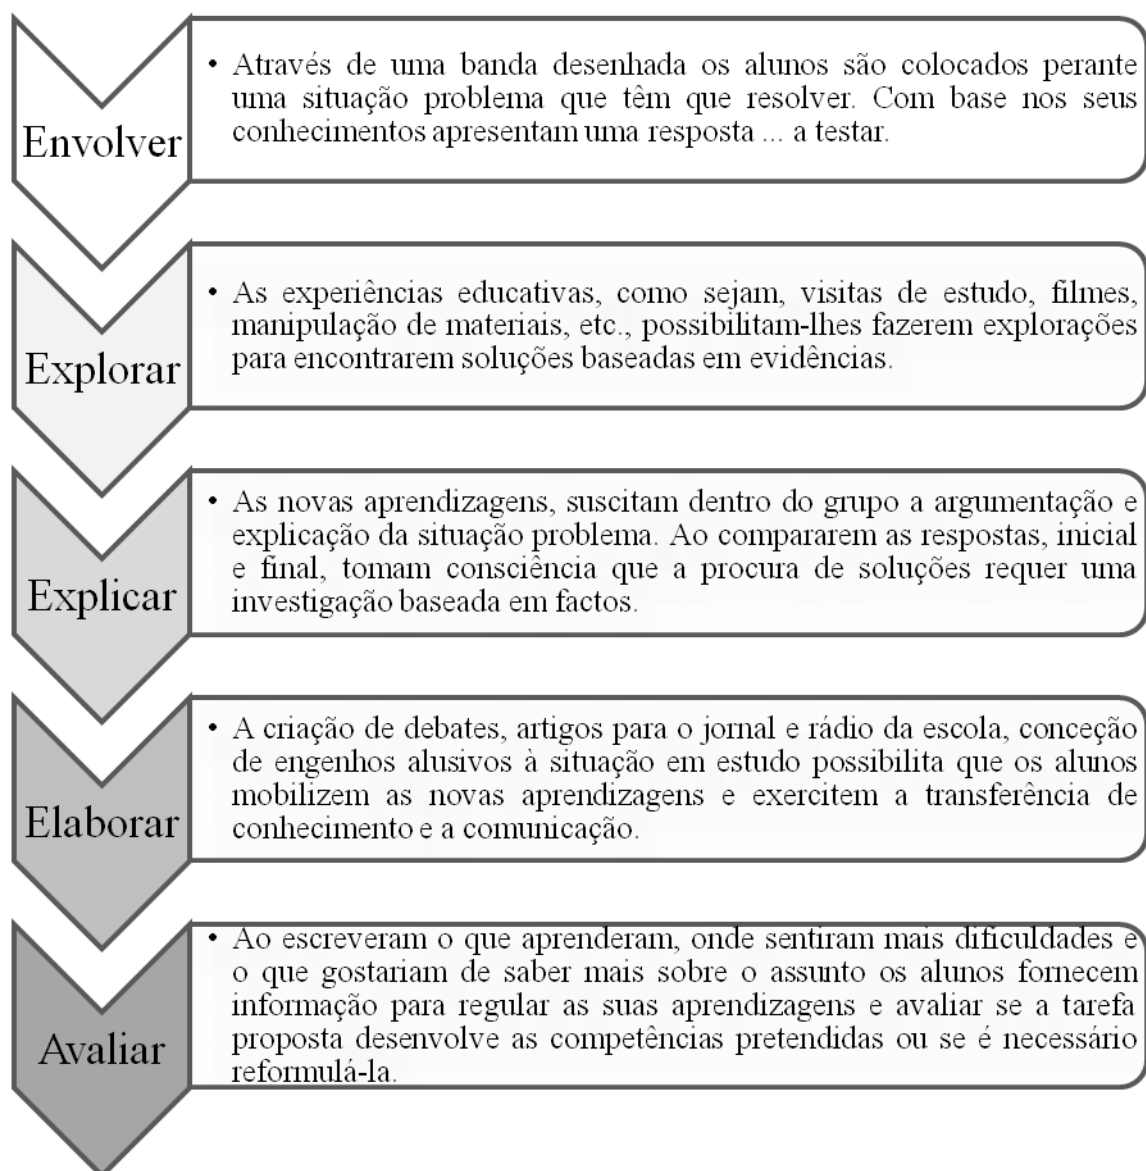 Envolver
• Através de uma banda desenhada os alunos são colocados perante
uma situação problema que têm que resolver. Com base nos seus
conhecimentos apresentam uma resposta ... a testar.
Explorar
• As experiências educativas, como sejam, visitas de estudo, filmes,
manipulação de materiais, etc., possibilitam-lhes fazerem explorações
para encontrarem soluções baseadas em evidências.
Explicar
• As novas aprendizagens, suscitam dentro do grupo a argumentação e
explicação da situação problema. Ao compararem as respostas, inicial
e final, tomam consciência que a procura de soluções requer uma
investigação baseada em factos.
Elaborar
• A criação de debates, artigos para o jornal e rádio da escola, conceção
de engenhos alusivos à situação em estudo possibilita que os alunos
mobilizem as novas aprendizagens e exercitem a transferência de
conhecimento e a comunicação.
Avaliar
• Ao escreveram o que aprenderam, onde sentiram mais dificuldades e
o que gostariam de saber mais sobre o assunto os alunos fornecem
informação para regular as suas aprendizagens e avaliar se a tarefa
proposta desenvolve as competências pretendidas ou se é necessário
reformulá-la.